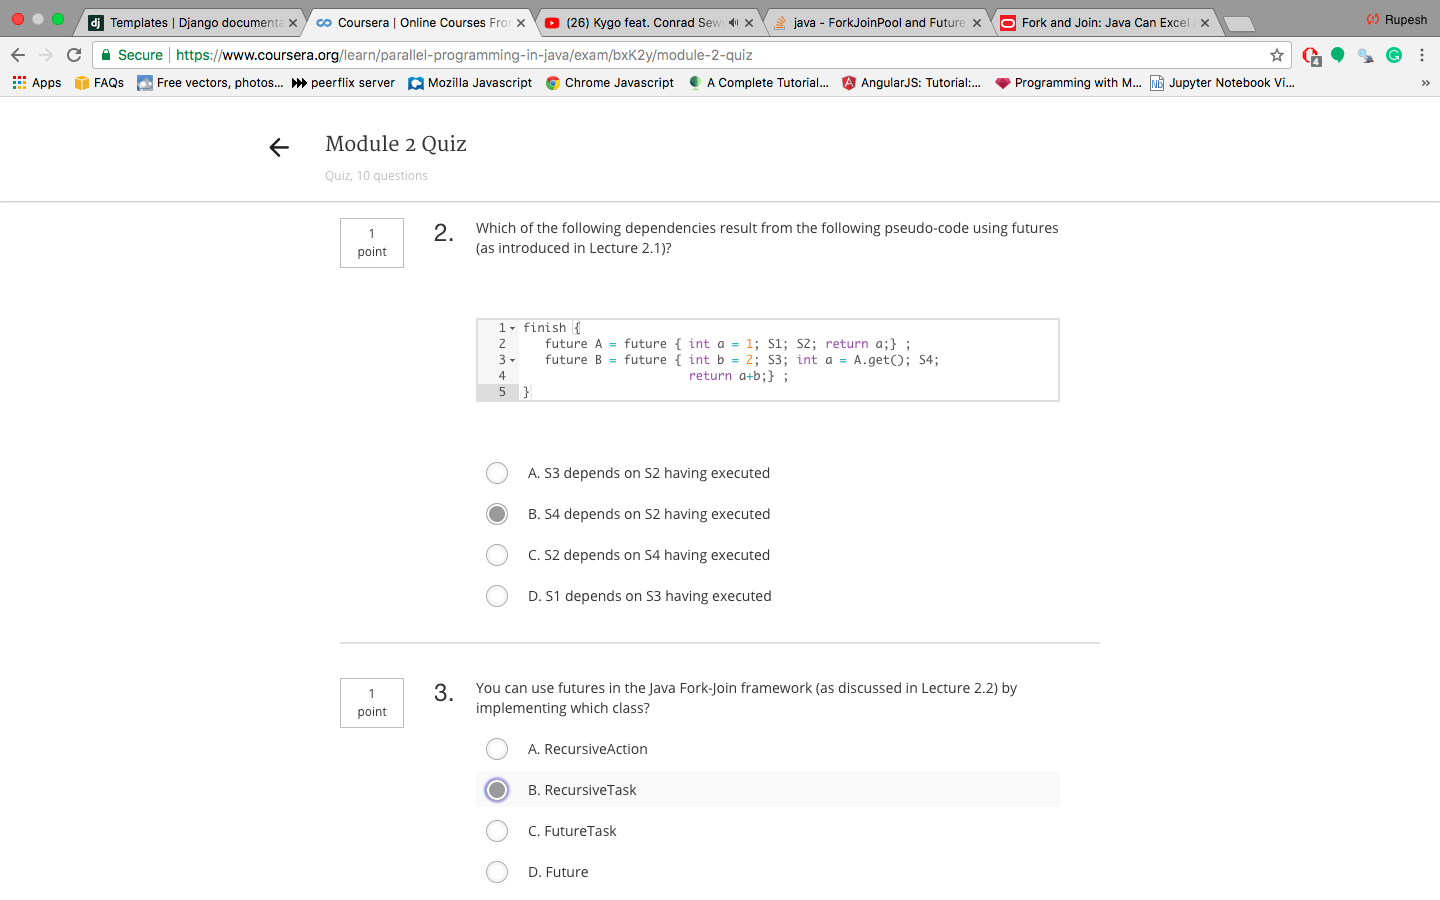 Templates | Django documenta
Coursera | Online Courses Fro
(26) Kygo feat. Conrad Sew
java - ForkJoinPool and Future
Fork and Join: Java Can Excel
Rupesh
Secure
https://www.coursera.org/learn/parallel-programming-in-java/exam/bxK2y/module-2-quiz
4
Apps
FAQs
Free vectors, photos...
peerflix server
Mozilla Javascript
Chrome Javascript
A Complete Tutorial...
AngularJS: Tutorial:...
Programming with M...
Jupyter Notebook Vi...
»
Module 2 Quiz
Quiz, 10 questions
1
point
2.
Which of the following dependencies result from the following pseudo-code using futures
(as introduced in Lecture 2.1)?
1 finish {
2 future A = future { int a = 1; S1; S2; return a;} ;
3 future B = future { int b = 2; S3; int a = A.get(); S4;
4 return a+b;} ;
5 }
A. S3 depends on S2 having executed
B. S4 depends on S2 having executed
C. S2 depends on S4 having executed
D. S1 depends on S3 having executed
1
point
3.
You can use futures in the Java Fork-Join framework (as discussed in Lecture 2.2) by
implementing which class?
A. RecursiveAction
B. RecursiveTask
C. FutureTask
D. Future